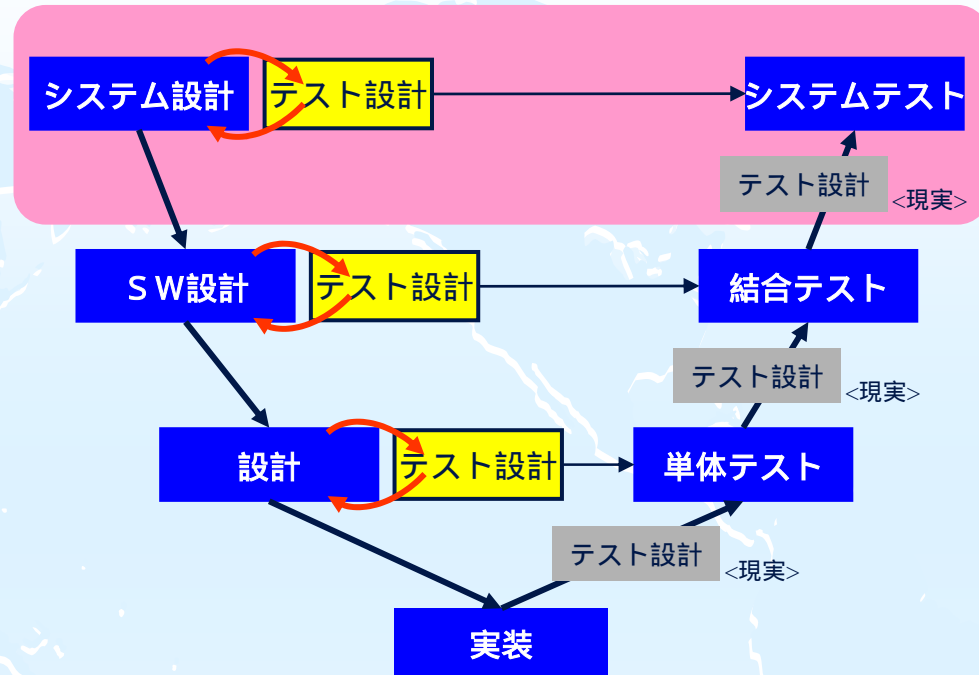 システム設計
テスト設計
システムテスト
テスト設計
<現実>
ＳＷ設計
テスト設計
結合テスト
テスト設計
<現実>
設計
テスト設計
単体テスト
テスト設計
<現実>
実装